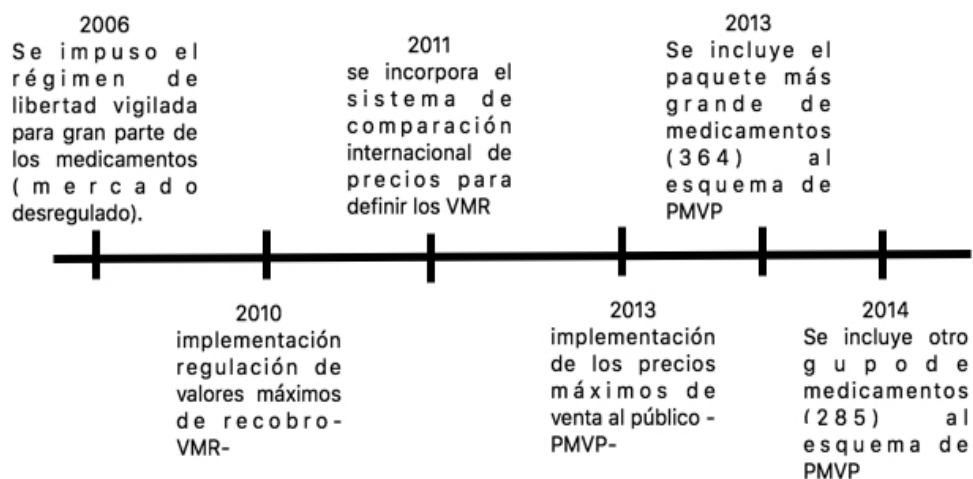 2006
Se impuso el
régimen de
libertad vigilada
para gran parte de
los medicamentos
(mercado
desregulado).
2010
implementación
regulación de
valores máximos
de recobro-
VMR-
2011
se incorpora el
sistema de
comparación
internacional de
precios para
definir los VMR
2013
implementación
de los precios
máximos de
venta al público -
PMVP-
2013
Se incluye el
paquete más
grande de
medicamentos
(364) al
esquema de
PMVP
2014
Se incluye otro
gupo de
medicamentos
(285) al
esquema de
PMVP